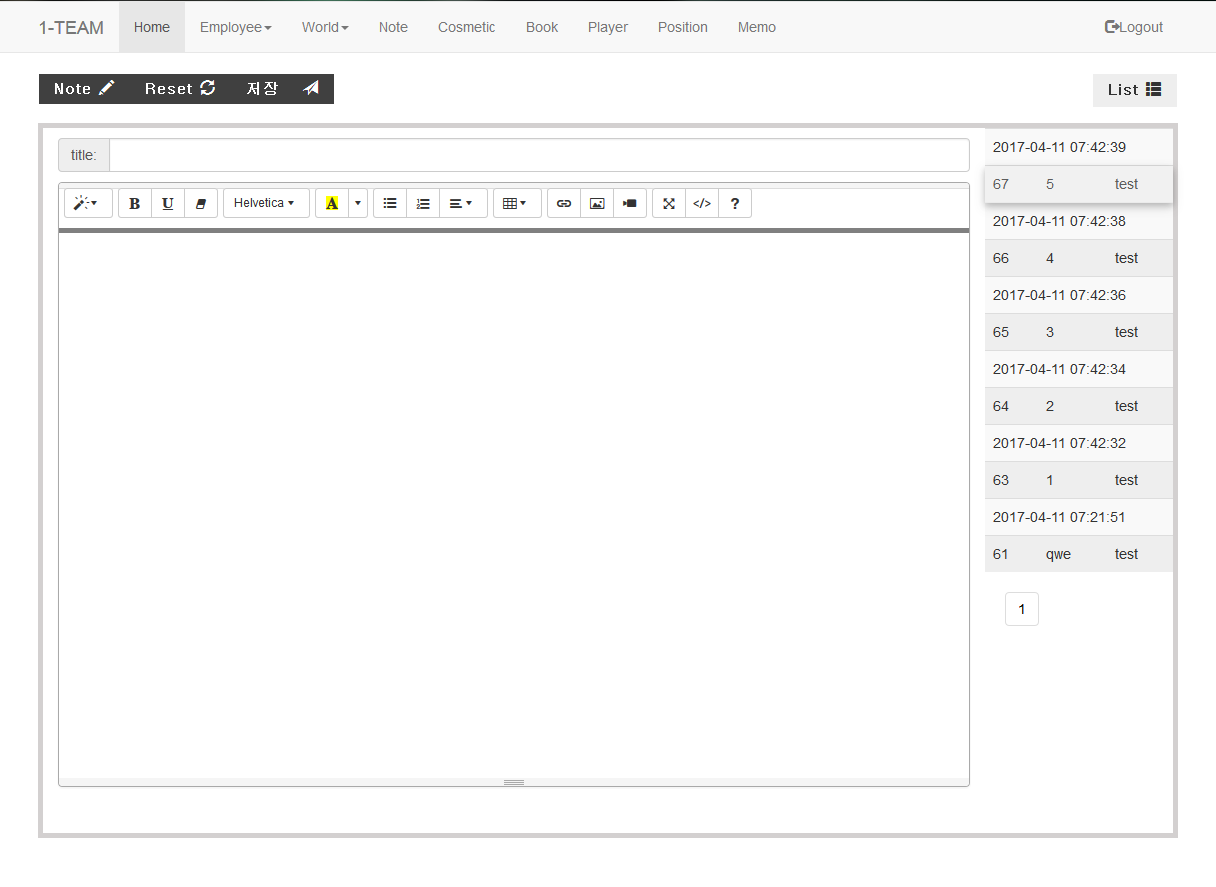 1-TEAM Home Employee World Note Cosmetic Book Player Position Memo Logout
Note Reset 저장 List
title:
B U Helvetica A </> ?
2017-04-11 07:42:39
67 5 test
2017-04-11 07:42:38
66 4 test
2017-04-11 07:42:36
65 3 test
2017-04-11 07:42:34
64 2 test
2017-04-11 07:42:32
63 1 test
2017-04-11 07:21:51
61 qwe test
1